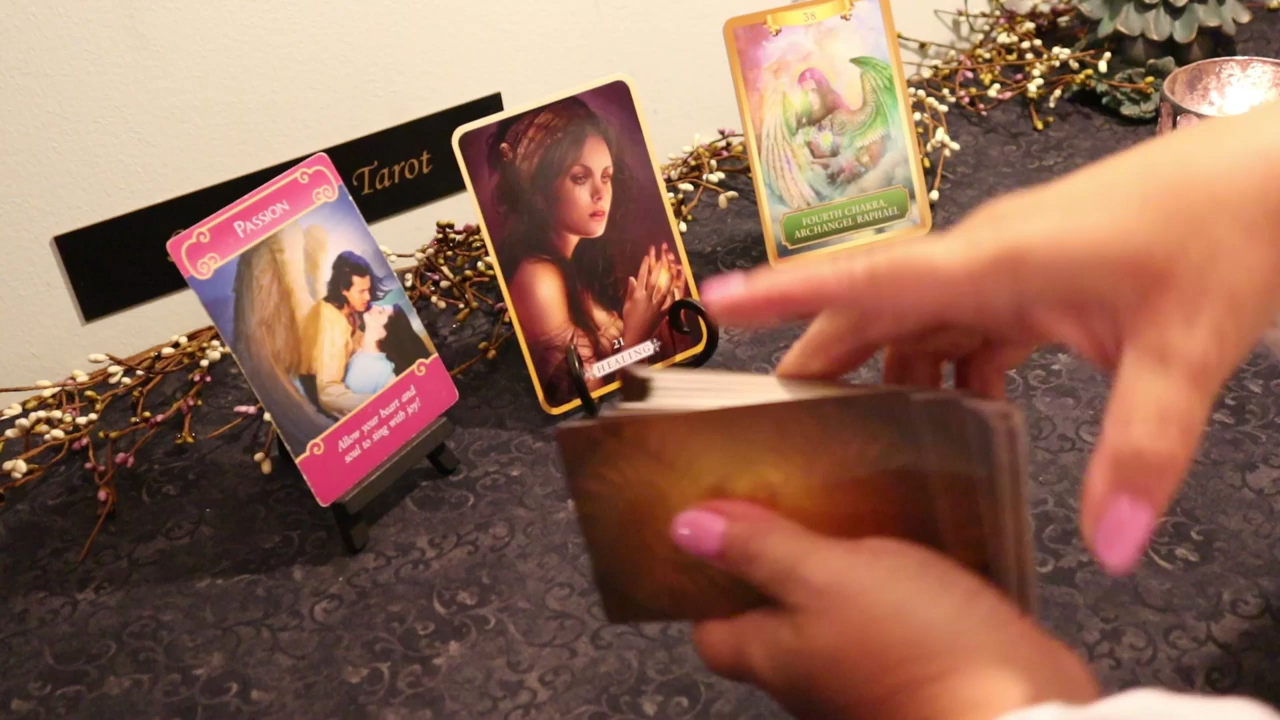 Tarot
PASSION
Allow your heart and
soul to sing with joy!
21
HEALING
38
FOURTH CHAKRA,
ARCHANGEL RAPHAEL